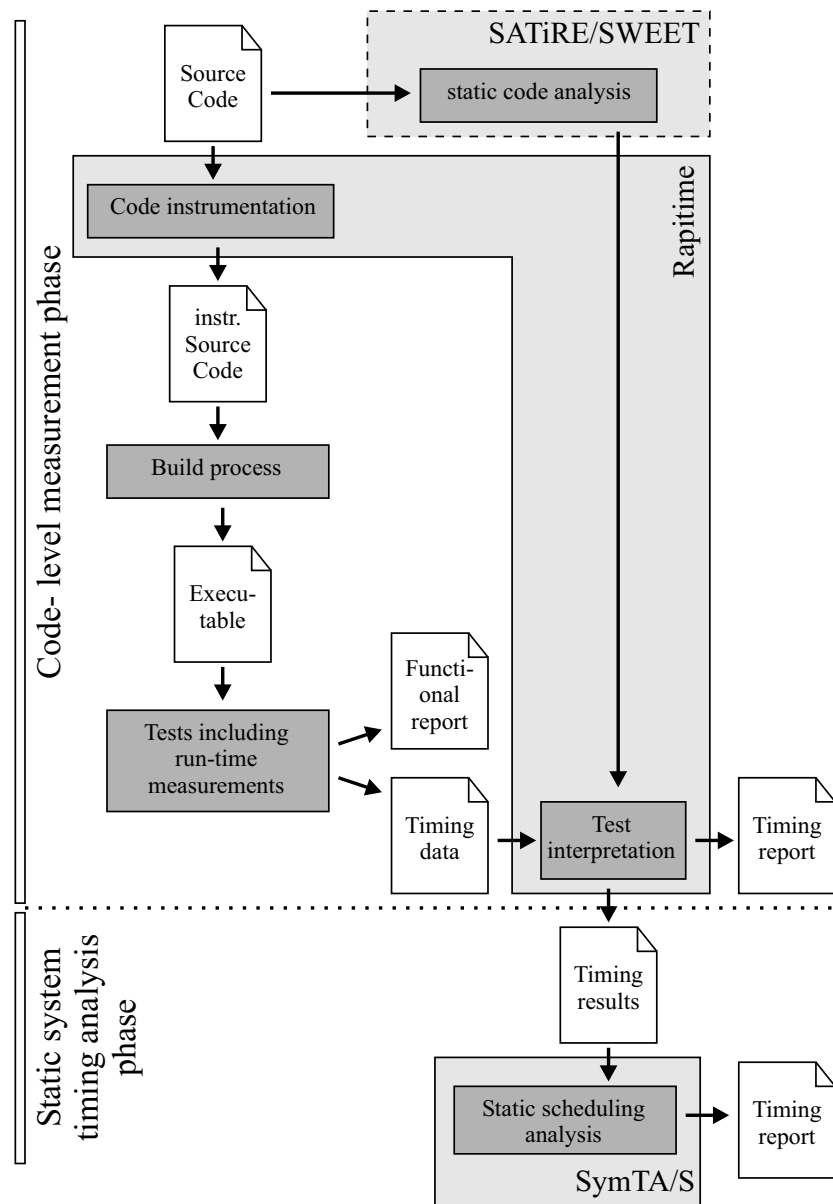 SATiRE/SWEET
Source
Code
static code analysis
Code instrumentation
Rapitime
Code- level measurement phase
instr.
Source
Code
Build process
Execu-
table
Functi-
onal
report
Tests including
run-time
measurements
Timing
data
Test
interpretation
Timing
report
Static system
timing analysis
phase
Timing
results
Static scheduling
analysis
Timing
report
SymTA/S